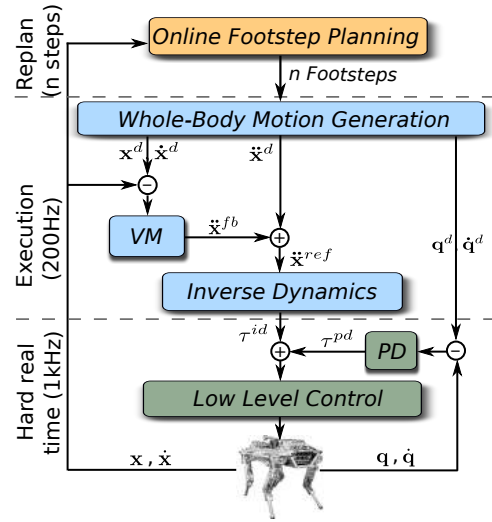 Replan
(n steps)
Online Footstep Planning
n Footsteps
Whole-Body Motion Generation
Execution
(200Hz)
x^d ẋ^d
ẍ^d
−
VM
ẍ^{fb}
+
ẍ^{ref}
q^d, q̇^d
Inverse Dynamics
Hard real
time (1kHz)
τ^{id}
+
τ^{pd}
PD
−
Low Level Control
x , ẋ
q , q̇